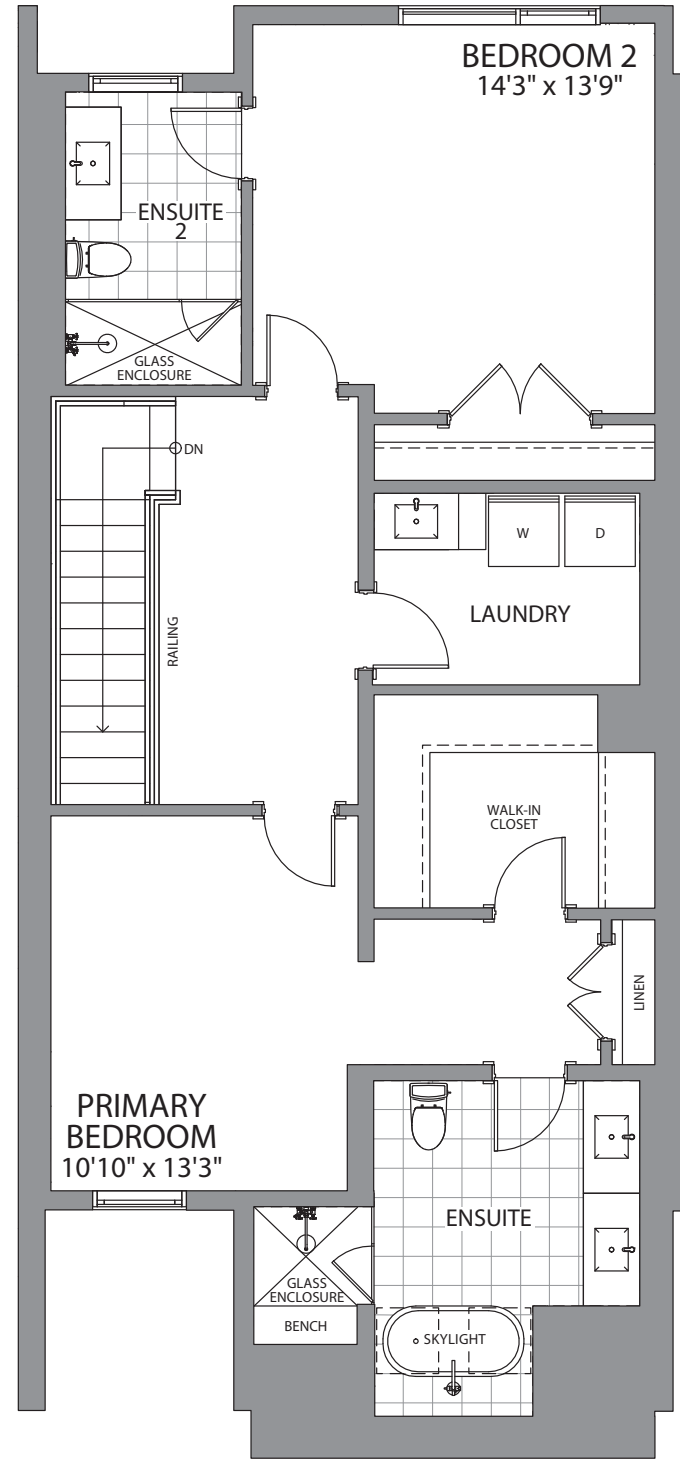 BEDROOM 2
14'3" x 13'9"
ENSUITE
2
GLASS
ENCLOSURE
DN
W
D
LAUNDRY
RAILING
WALK-IN
CLOSET
LINEN
PRIMARY
BEDROOM
10'10" x 13'3"
ENSUITE
GLASS
ENCLOSURE
BENCH
SKYLIGHT